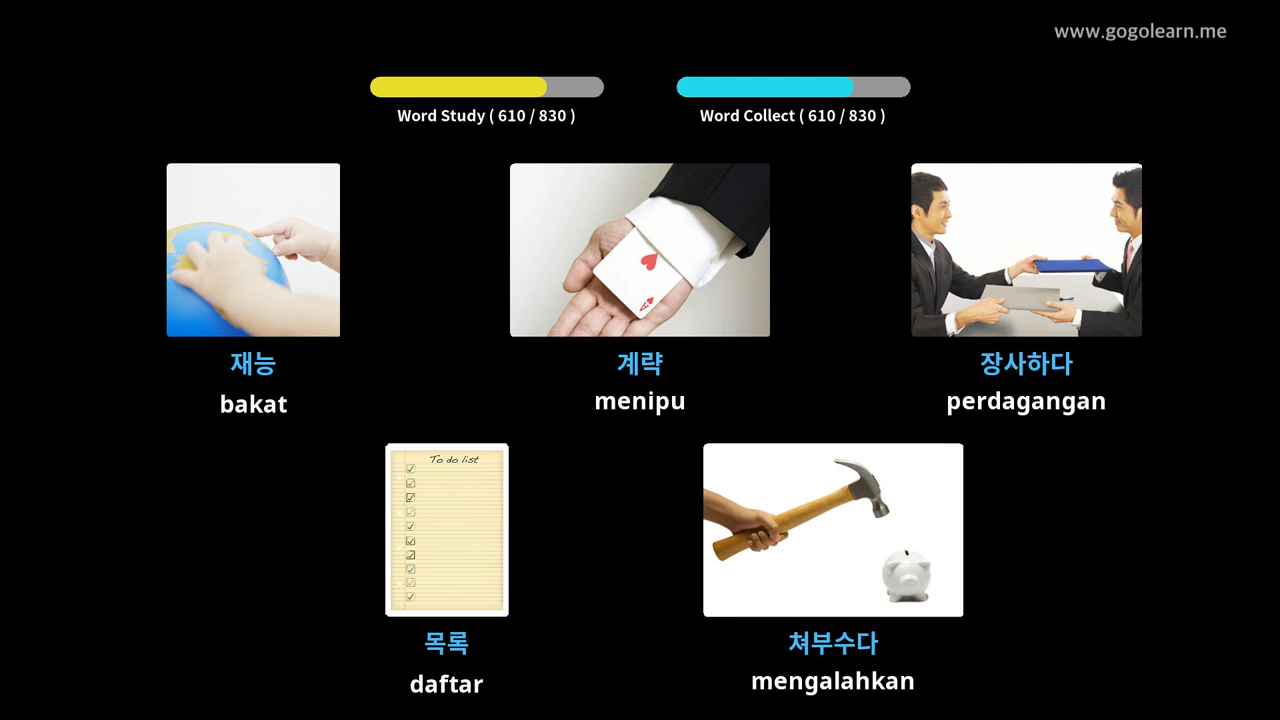 www.gogolearn.me
Word Study ( 610 / 830 )
Word Collect ( 610 / 830 )
재능
bakat
계략
menipu
장사하다
perdagangan
To do list
목록
daftar
쳐부수다
mengalahkan